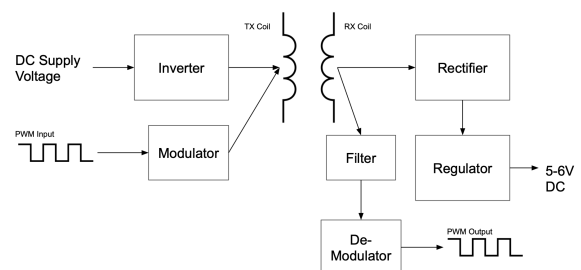 TX Coil
RX Coil
DC Supply
Voltage
Inverter
Rectifier
PWM Input
Modulator
Filter
Regulator
5-6V
DC
De-
Modulator
PWM Output